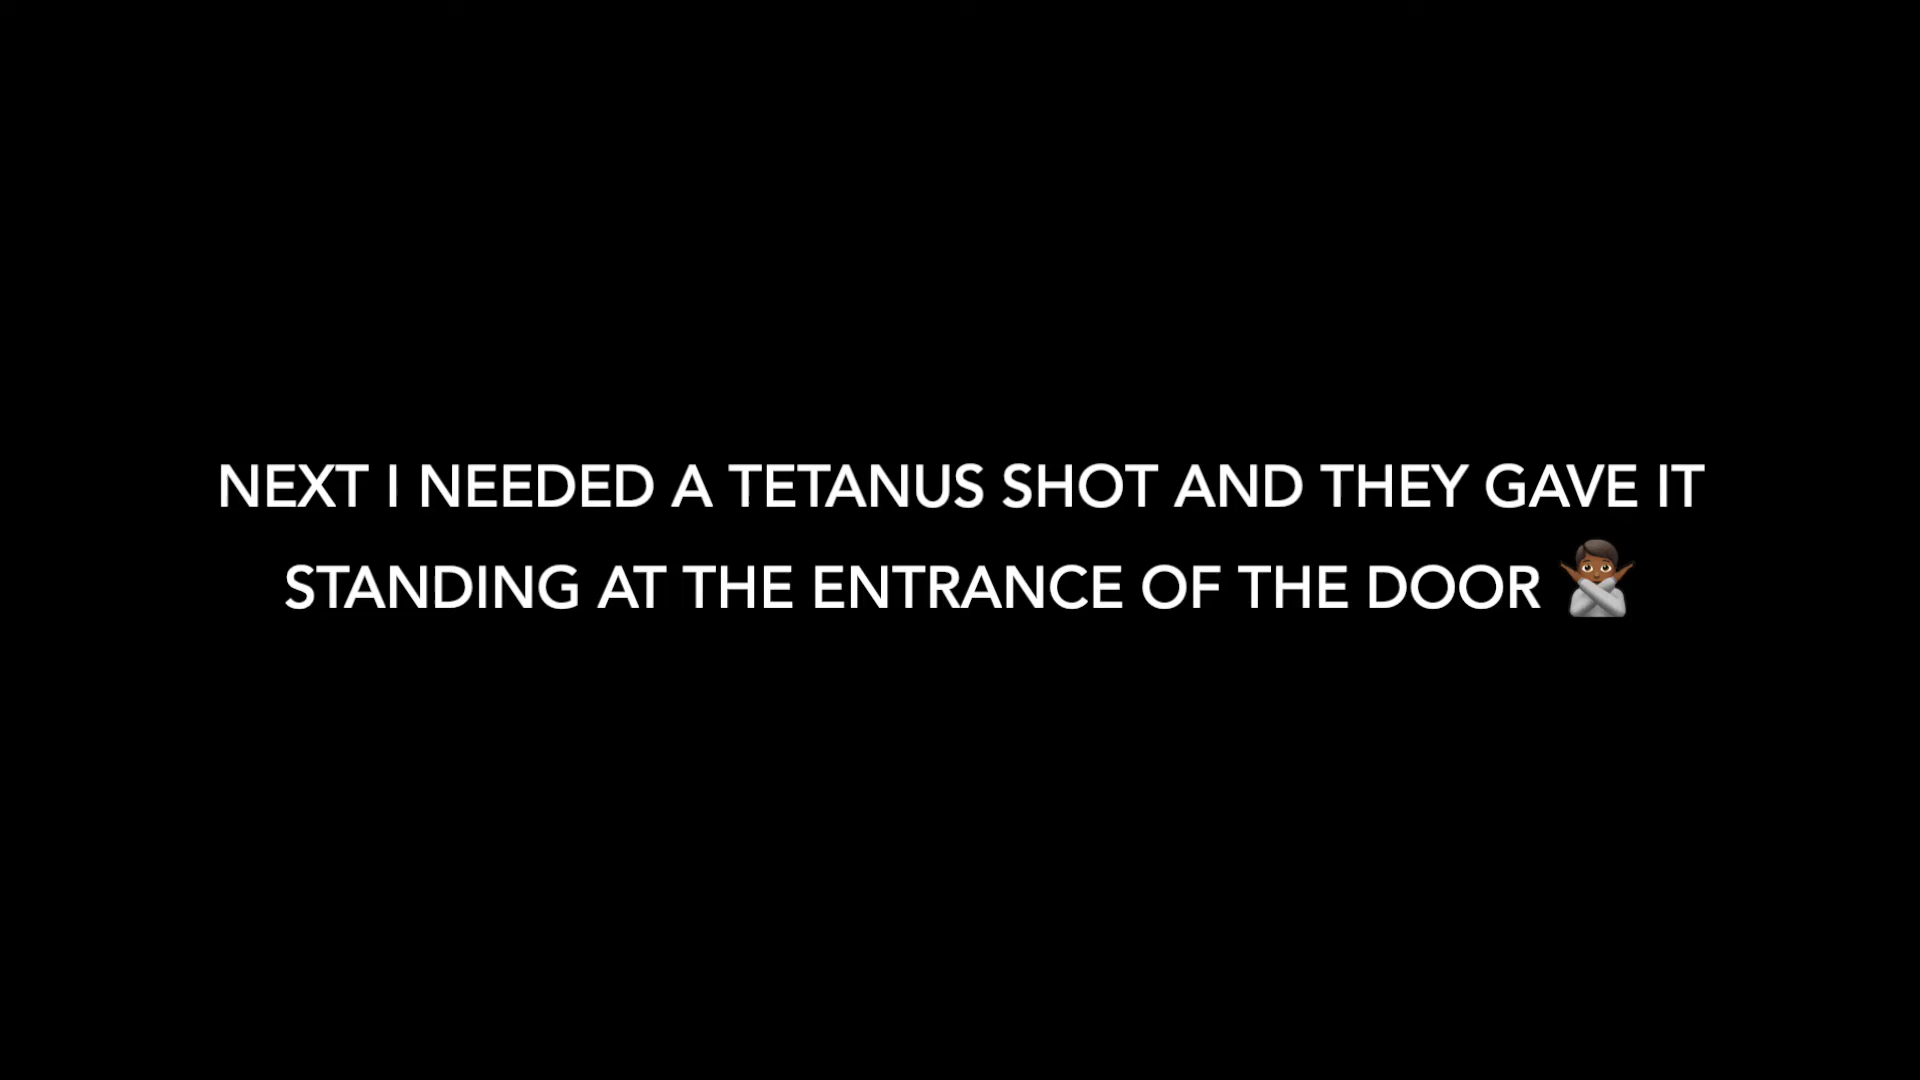 NEXT I NEEDED A TETANUS SHOT AND THEY GAVE IT
STANDING AT THE ENTRANCE OF THE DOOR 🙅🏾